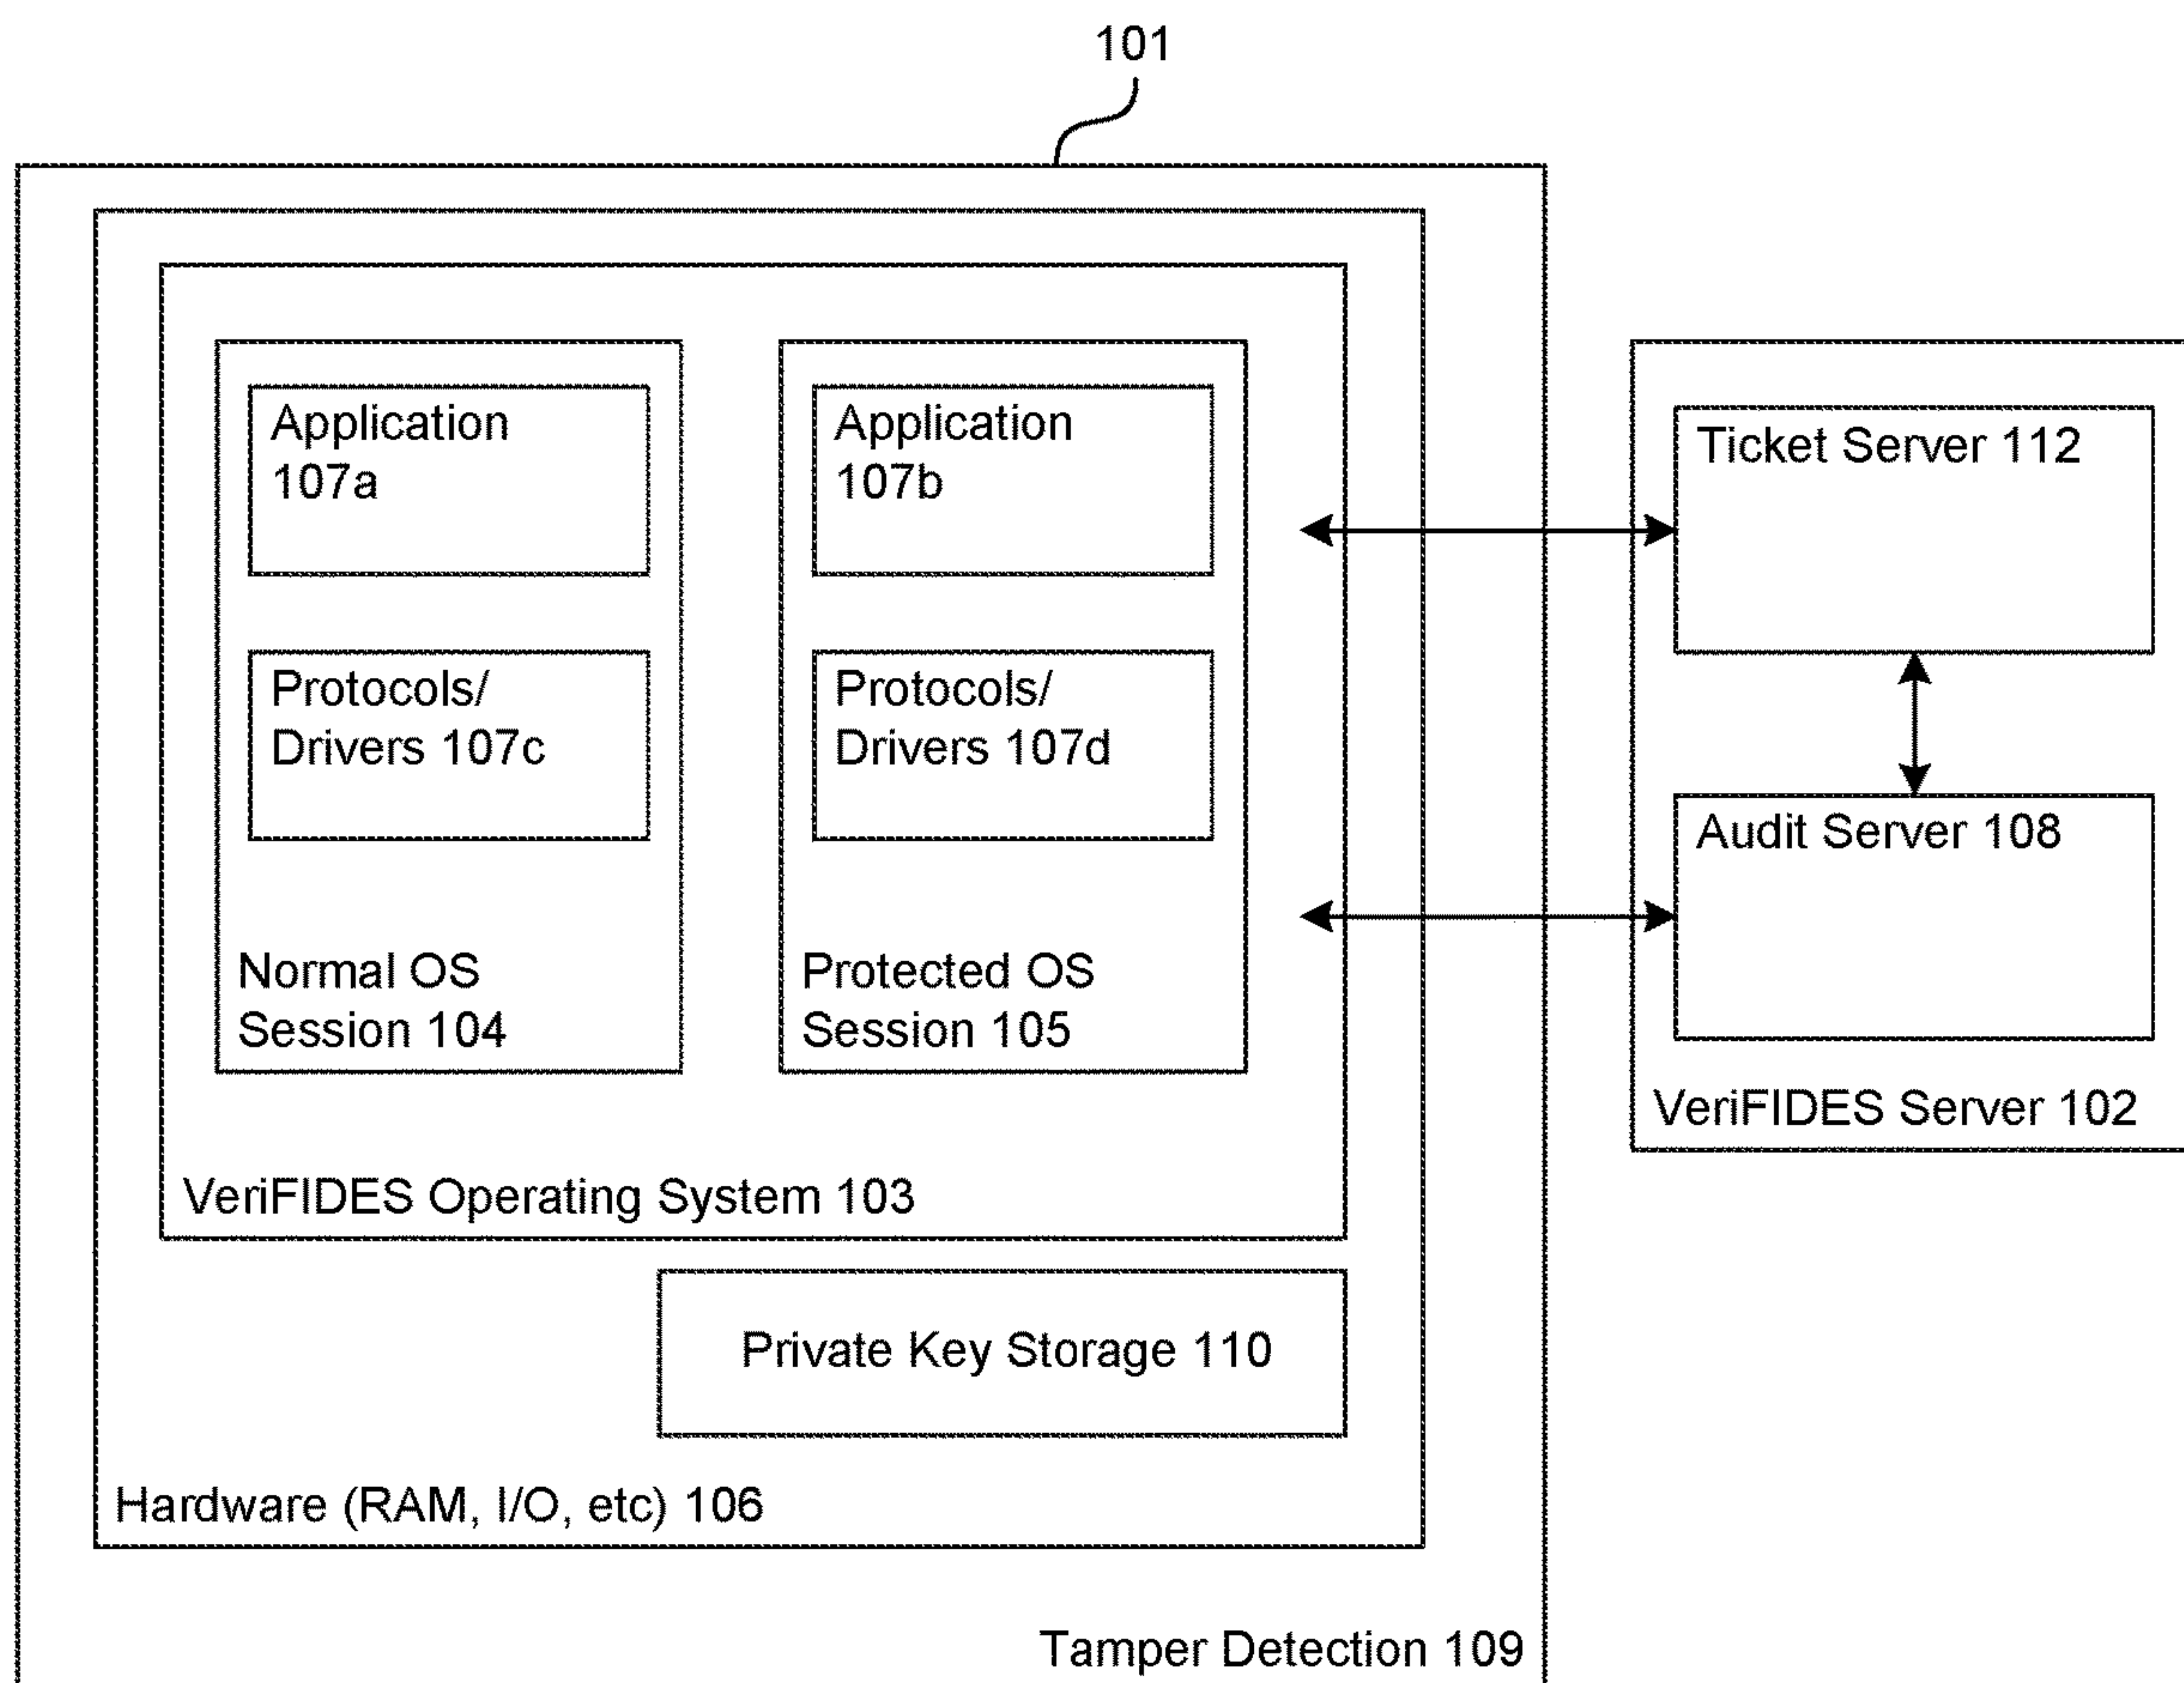 101
Application
107a
Protocols/
Drivers 107c
Normal OS
Session 104
Application
107b
Protocols/
Drivers 107d
Protected OS
Session 105
VeriFIDES Operating System 103
Private Key Storage 110
Hardware (RAM, I/O, etc) 106
Tamper Detection 109
Ticket Server 112
Audit Server 108
VeriFIDES Server 102